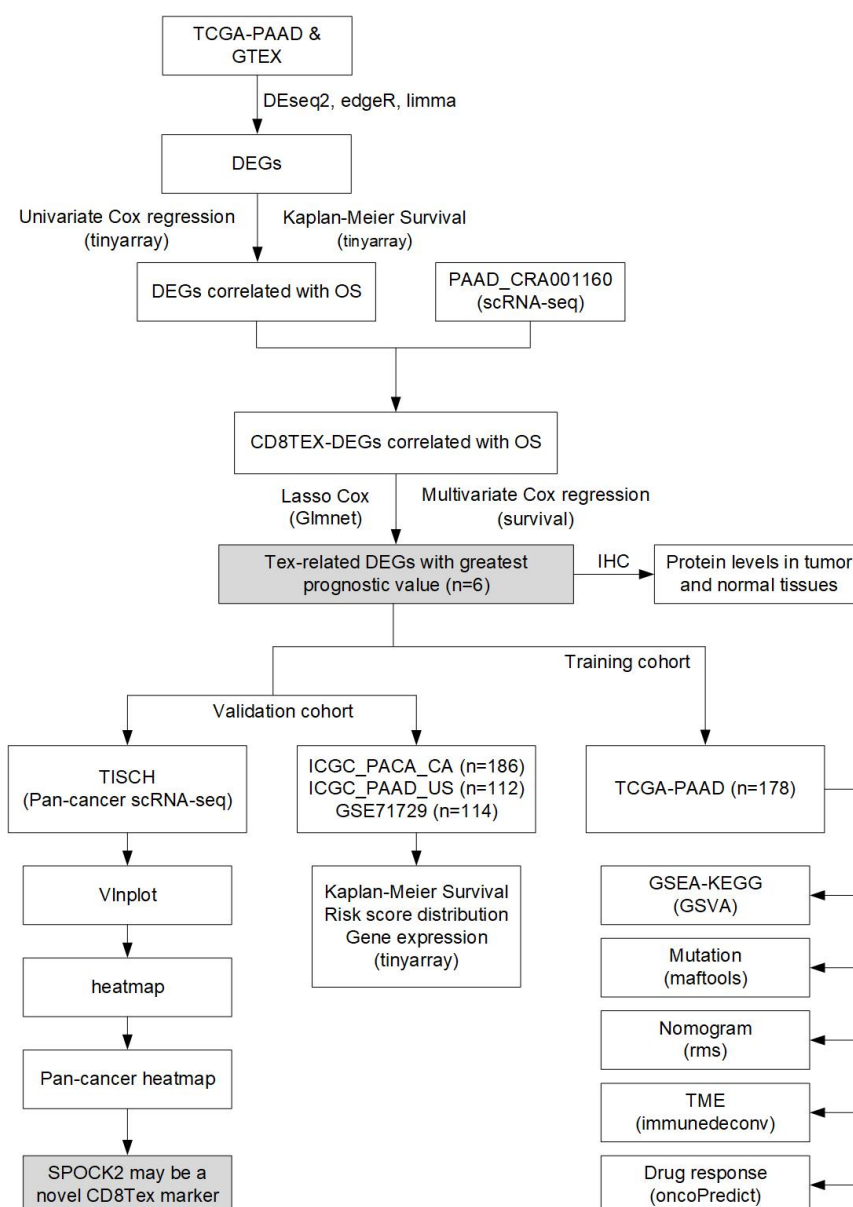 TCGA-PAAD &
GTEX
DEseq2, edgeR, limma
DEGs
Univariate Cox regression
(tinyarray)
Kaplan-Meier Survival
(tinyarray)
DEGs correlated with OS
PAAD_CRA001160
(scRNA-seq)
CD8TEX-DEGs correlated with OS
Lasso Cox
(Glmnet)
Multivariate Cox regression
(survival)
Tex-related DEGs with greatest
prognostic value (n=6)
IHC
Protein levels in tumor
and normal tissues
Training cohort
Validation cohort
TISCH
(Pan-cancer scRNA-seq)
ICGC_PACA_CA (n=186)
ICGC_PAAD_US (n=112)
GSE71729 (n=114)
TCGA-PAAD (n=178)
Vlnplot
heatmap
Pan-cancer heatmap
SPOCK2 may be a
novel CD8Tex marker
Kaplan-Meier Survival
Risk score distribution
Gene expression
(tinyarray)
GSEA-KEGG
(GSVA)
Mutation
(maftools)
Nomogram
(rms)
TME
(immunedeconv)
Drug response
(oncoPredict)